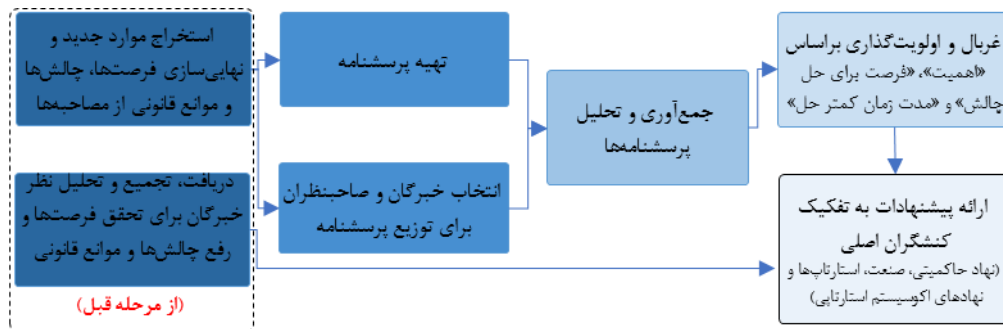 استخراج موارد جدید و
نهایی‌سازی فرصت‌ها، چالش‌ها
و موانع قانونی از مصاحبه‌ها
دریافت، تجمیع و تحلیل نظر
خبرگان برای تحقق فرصت‌ها و
رفع چالش‌ها و موانع قانونی
(از مرحله قبل)
تهیه پرسشنامه
انتخاب خبرگان و صاحبنظران
برای توزیع پرسشنامه
جمع‌آوری و تحلیل
پرسشنامه‌ها
غربال و اولویت‌گذاری براساس
«اهمیت»، «فرصت برای حل
چالش» و «مدت زمان کمتر حل»
ارائه پیشنهادات به تفکیک
کنشگران اصلی
(نهاد حاکمیتی، صنعت، استارتاپ‌ها و
نهادهای اکوسیستم استارتاپی)